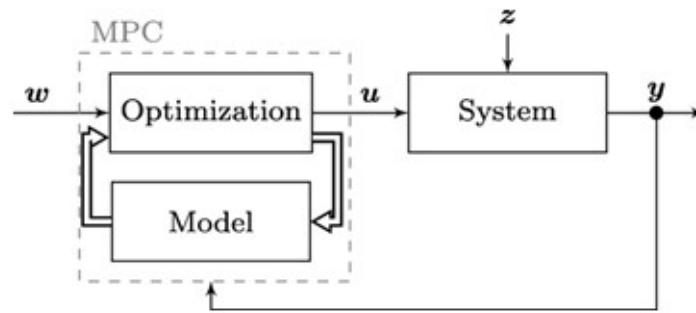 MPC
z
w
Optimization
u
System
y
Model